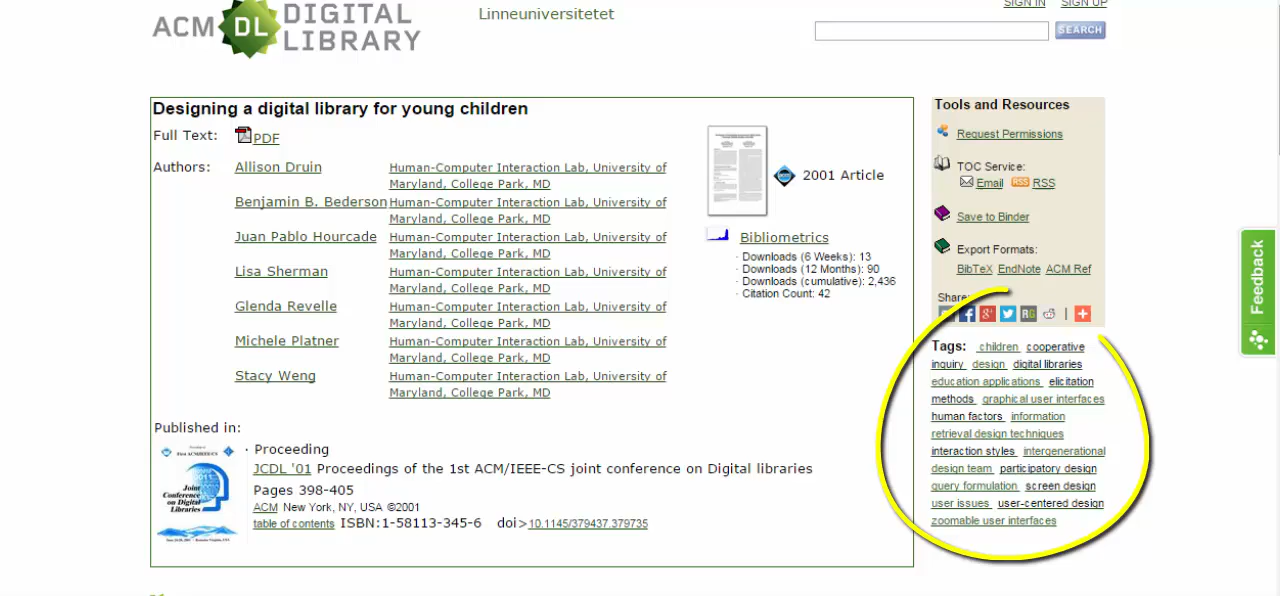 SIGN IN SIGN UP
ACM DL DIGITAL LIBRARY
Linneuniversitetet
SEARCH
Designing a digital library for young children
Full Text: PDF
Authors: Allison Druin Human-Computer Interaction Lab, University of
Maryland, College Park, MD
Benjamin B. Bederson Human-Computer Interaction Lab, University of
Maryland, College Park, MD
Juan Pablo Hourcade Human-Computer Interaction Lab, University of
Maryland, College Park, MD
Lisa Sherman Human-Computer Interaction Lab, University of
Maryland, College Park, MD
Glenda Revelle Human-Computer Interaction Lab, University of
Maryland, College Park, MD
Michele Platner Human-Computer Interaction Lab, University of
Maryland, College Park, MD
Stacy Weng Human-Computer Interaction Lab, University of
Maryland, College Park, MD
2001 Article
Bibliometrics
· Downloads (6 Weeks): 13
· Downloads (12 Months): 90
· Downloads (cumulative): 2,436
· Citation Count: 42
Published in:
Joint
Conference
on Digital
Libraries
· Proceeding
JCDL '01 Proceedings of the 1st ACM/IEEE-CS joint conference on Digital libraries
Pages 398-405
ACM New York, NY, USA ©2001
table of contents ISBN:1-58113-345-6 doi>10.1145/379437.379735
Tools and Resources
Request Permissions
TOC Service:
Email RSS RSS
Save to Binder
Export Formats:
BibTeX EndNote ACM Ref
Share:
RG
Tags: children cooperative
inquiry design digital libraries
education applications elicitation
methods graphical user interfaces
human factors information
retrieval design techniques
interaction styles intergenerational
design team participatory design
query formulation screen design
user issues user-centered design
zoomable user interfaces
Feedback